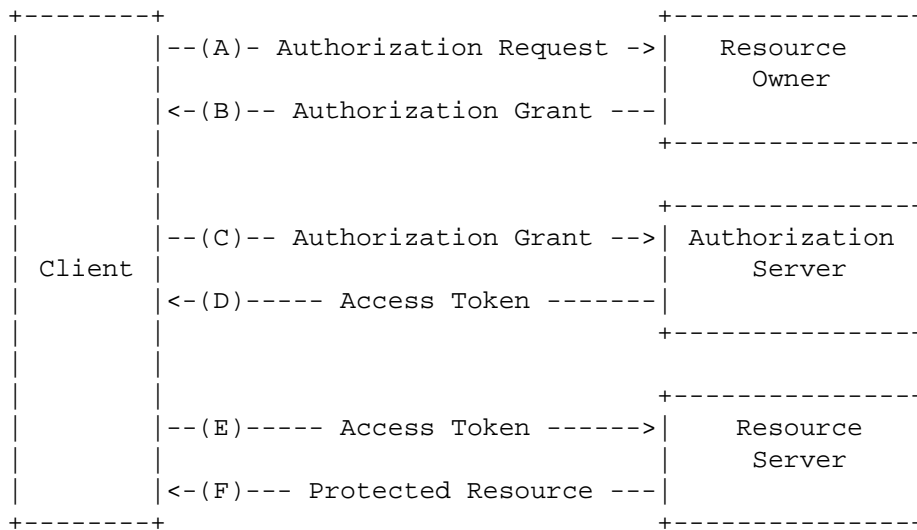 +--------+                               +----------------
|        |--(A)- Authorization Request ->|   Resource
|        |                               |     Owner
|        |<-(B)-- Authorization Grant ---|
|        |                               +----------------
|        |
|        |                               +----------------
|        |--(C)-- Authorization Grant -->| Authorization
| Client |                               |     Server
|        |<-(D)----- Access Token -------|
|        |                               +----------------
|        |
|        |                               +----------------
|        |--(E)----- Access Token ------>|    Resource
|        |                               |     Server
|        |<-(F)--- Protected Resource ---|
+--------+                               +----------------